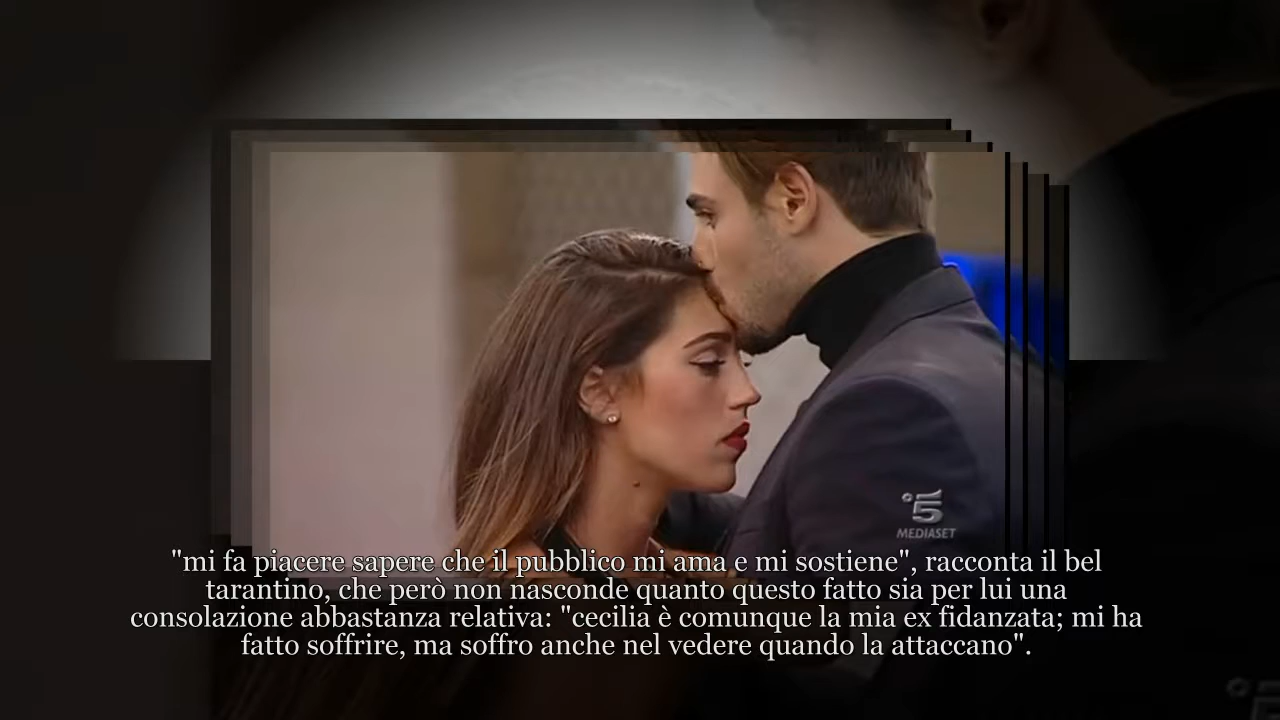 5
MEDIASET
"mi fa piacere sapere che il pubblico mi ama e mi sostiene", racconta il bel
tarantino, che però non nasconde quanto questo fatto sia per lui una
consolazione abbastanza relativa: "cecilia è comunque la mia ex fidanzata; mi ha
fatto soffrire, ma soffro anche nel vedere quando la attaccano".